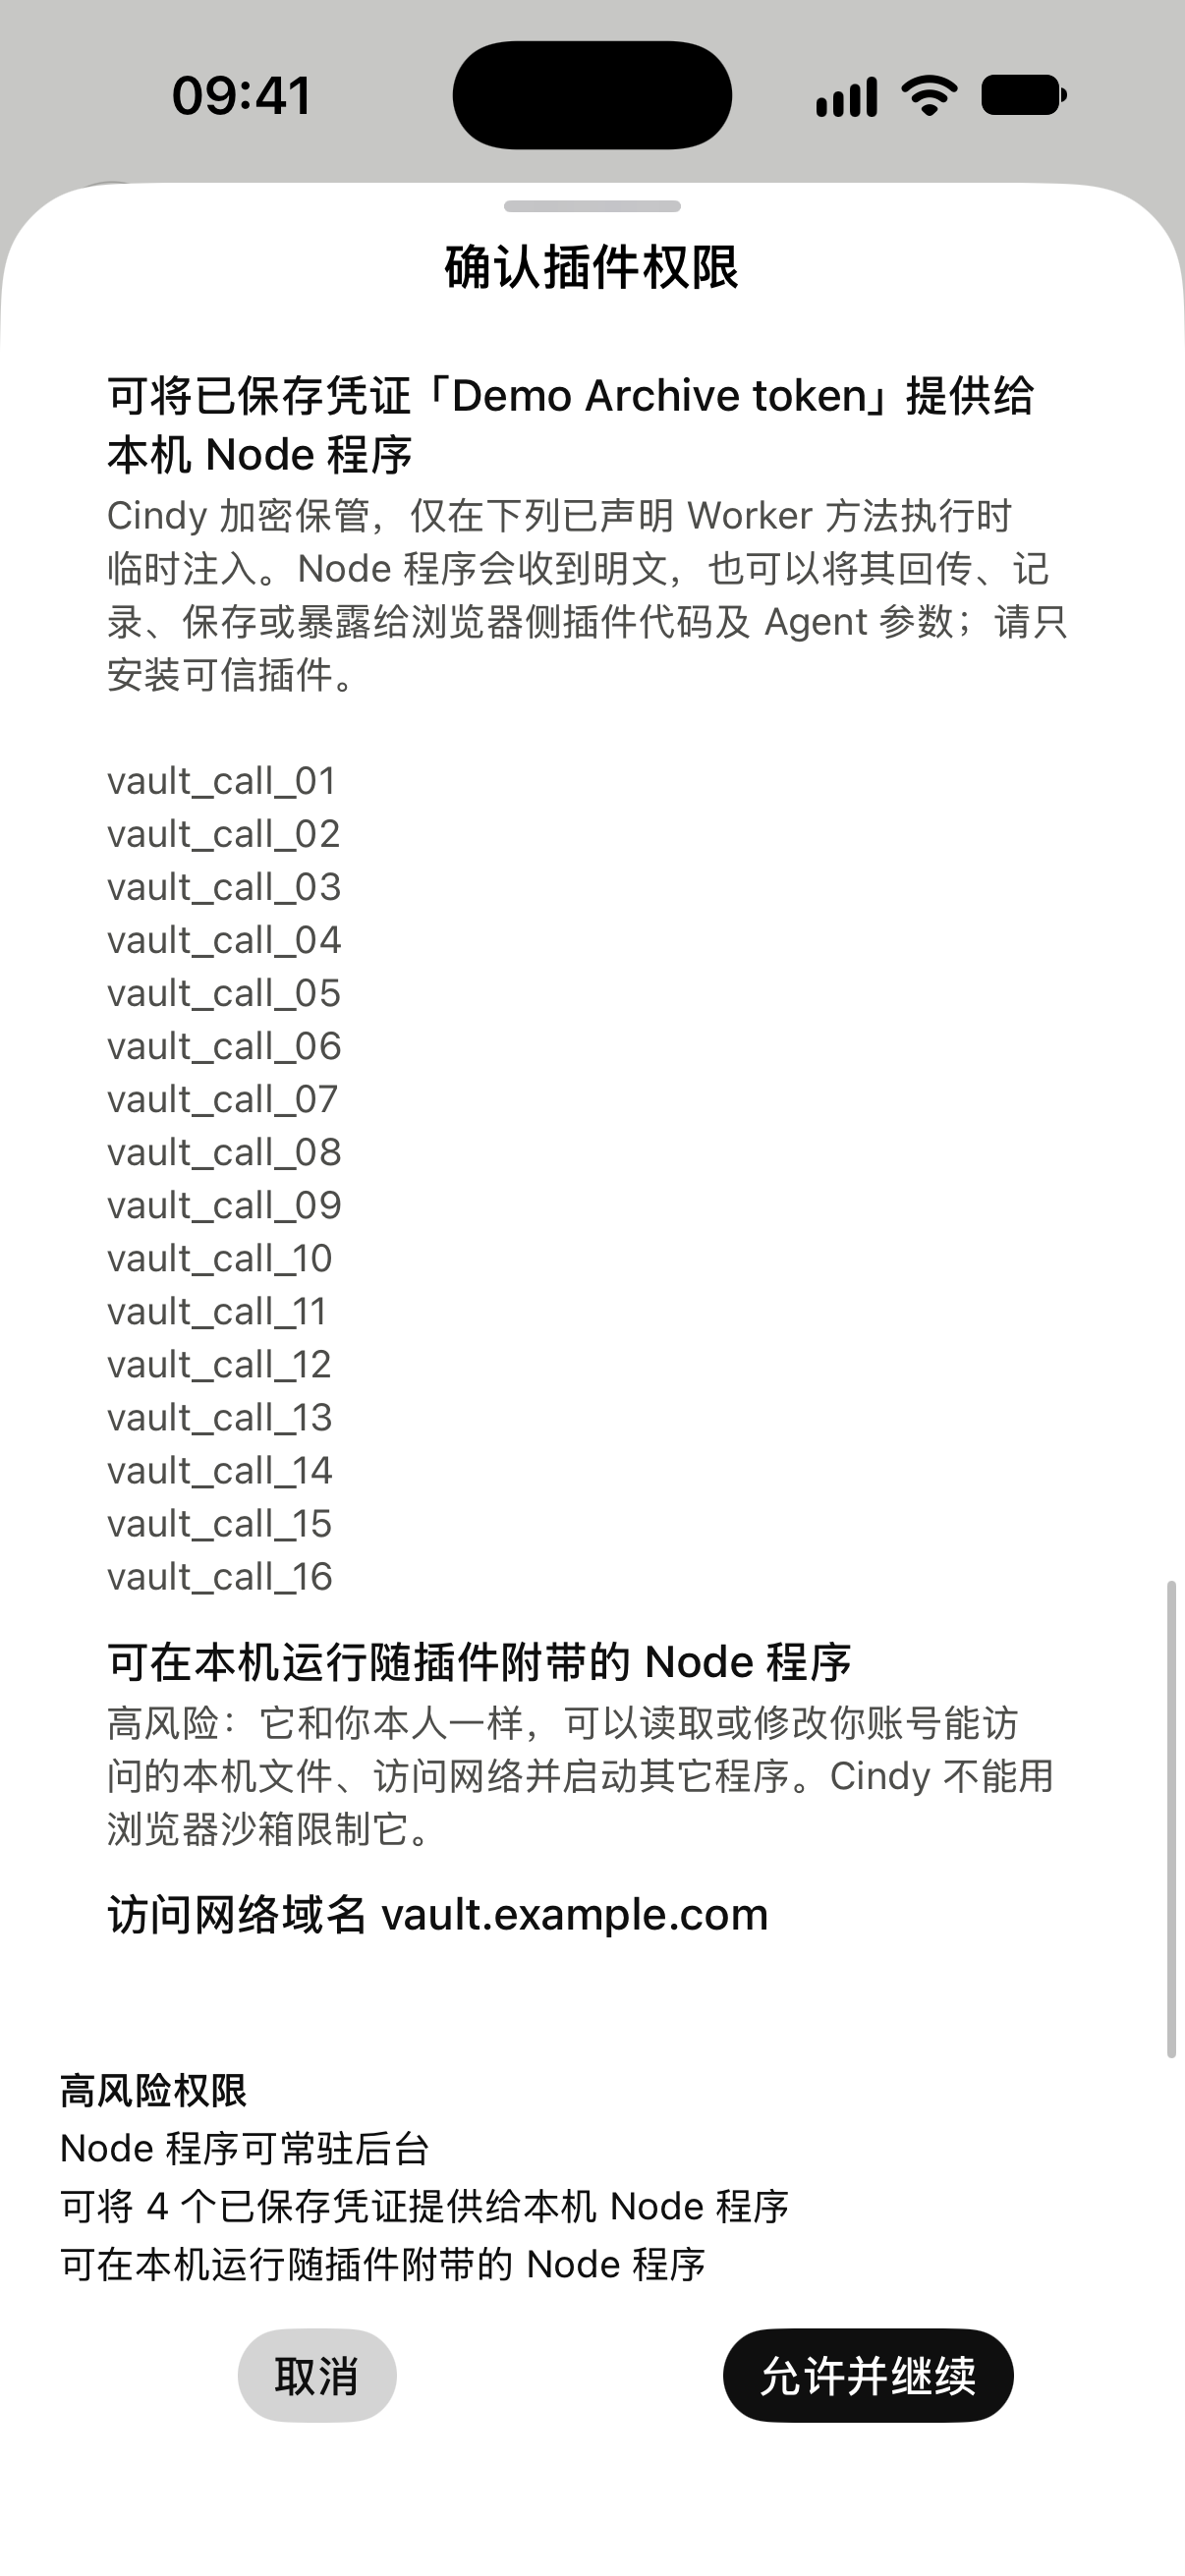 09:41
确认插件权限
可将已保存凭证「Demo Archive token」提供给
本机 Node 程序
Cindy 加密保管，仅在下列已声明 Worker 方法执行时
临时注入。Node 程序会收到明文，也可以将其回传、记
录、保存或暴露给浏览器侧插件代码及 Agent 参数；请只
安装可信插件。
vault_call_01
vault_call_02
vault_call_03
vault_call_04
vault_call_05
vault_call_06
vault_call_07
vault_call_08
vault_call_09
vault_call_10
vault_call_11
vault_call_12
vault_call_13
vault_call_14
vault_call_15
vault_call_16
可在本机运行随插件附带的 Node 程序
高风险：它和你本人一样，可以读取或修改你账号能访
问的本机文件、访问网络并启动其它程序。Cindy 不能用
浏览器沙箱限制它。
访问网络域名 vault.example.com
高风险权限
Node 程序可常驻后台
可将 4 个已保存凭证提供给本机 Node 程序
可在本机运行随插件附带的 Node 程序
取消
允许并继续